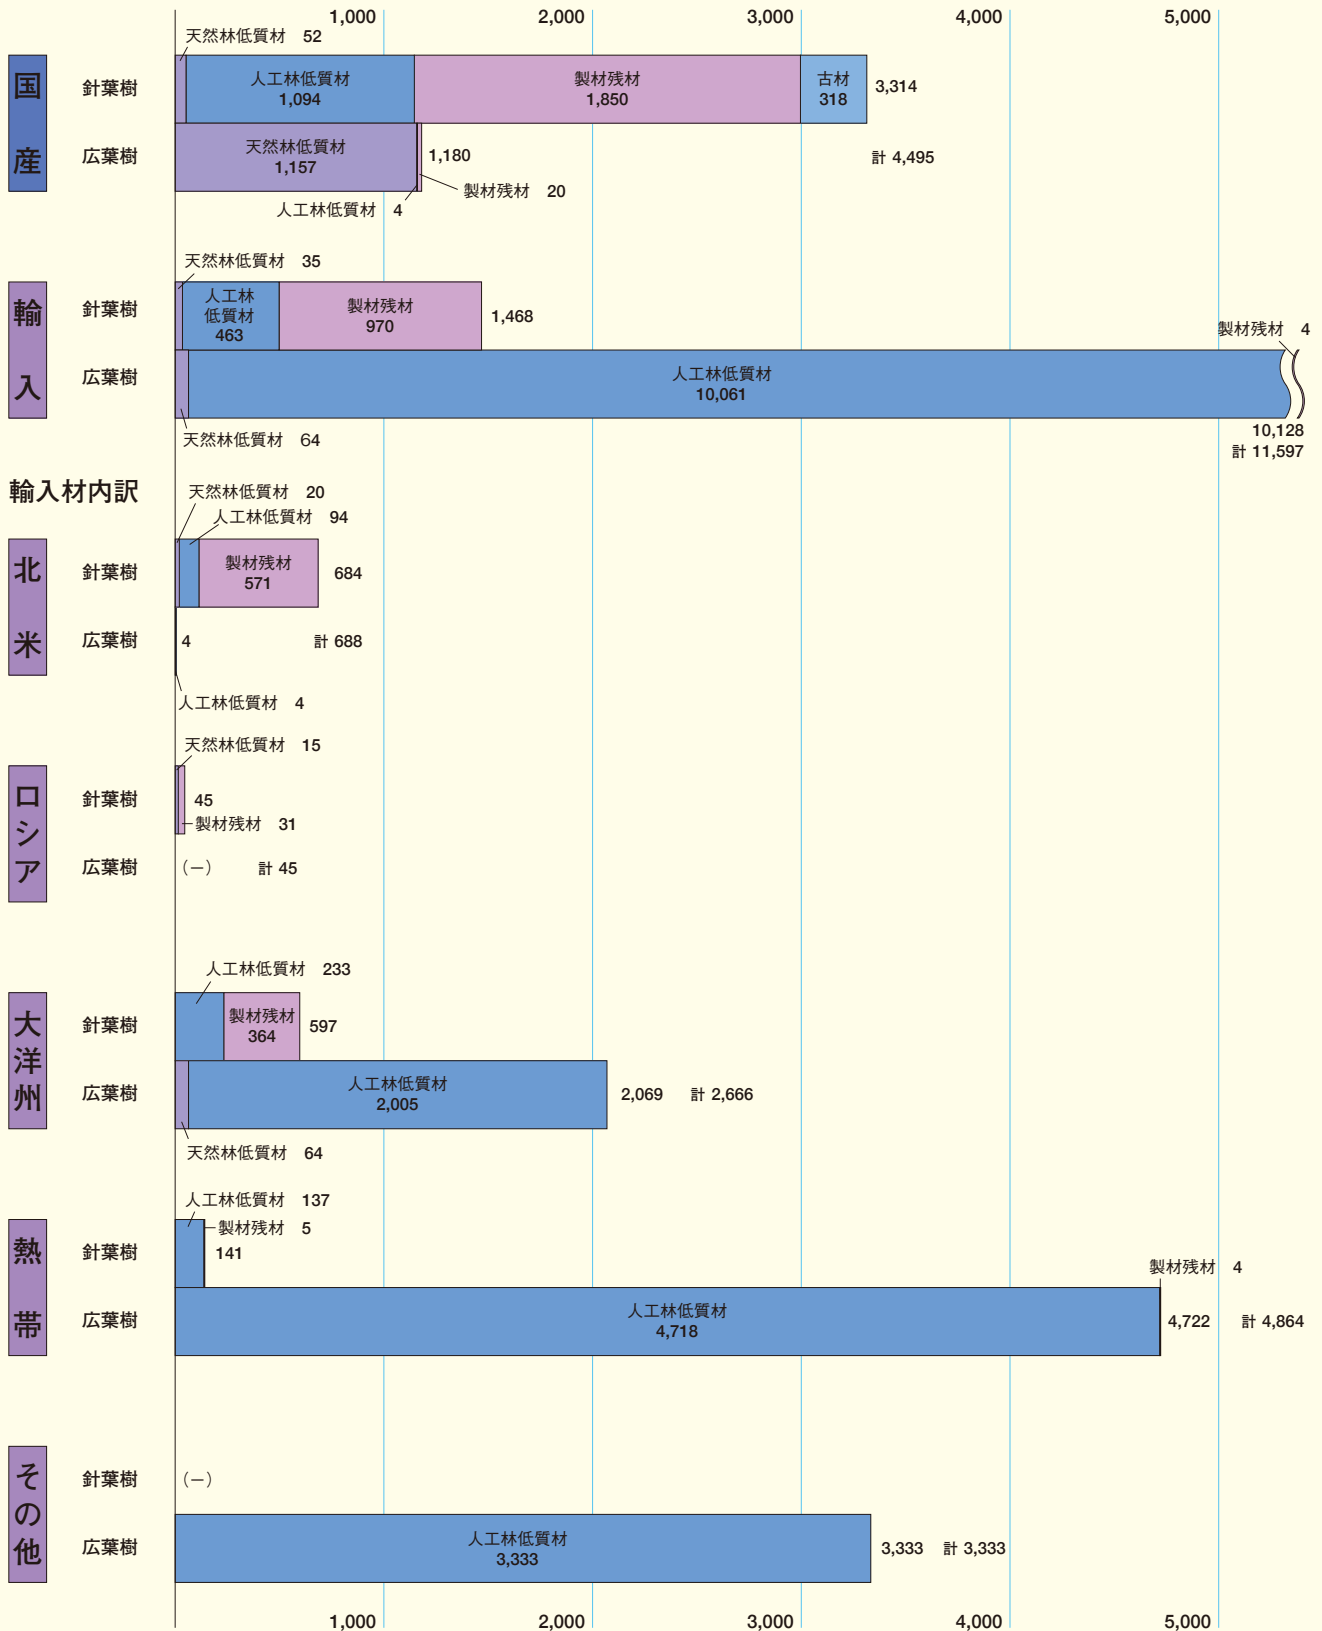 1,000 2,000 3,000 4,000 5,000
天然林低質材 52
国産
針葉樹
人工林低質材
1,094
製材残材
1,850
古材
318
3,314
広葉樹
天然林低質材
1,157
1,180
計 4,495
製材残材 20
人工林低質材 4
天然林低質材 35
輸入
針葉樹
人工林
低質材
463
製材残材
970
1,468
製材残材 4
広葉樹
人工林低質材
10,061
天然林低質材 64
10,128
計 11,597
輸入材内訳
天然林低質材 20
人工林低質材 94
北米
針葉樹
製材残材
571
684
広葉樹
4
計 688
人工林低質材 4
天然林低質材 15
ロシア
針葉樹
45
製材残材 31
広葉樹
(−)
計 45
人工林低質材 233
大洋州
針葉樹
製材残材
364
597
広葉樹
人工林低質材
2,005
2,069
計 2,666
天然林低質材 64
人工林低質材 137
製材残材 5
熱帯
針葉樹
141
製材残材 4
広葉樹
人工林低質材
4,718
4,722
計 4,864
その他
針葉樹
(−)
広葉樹
人工林低質材
3,333
3,333
計 3,333
1,000 2,000 3,000 4,000 5,000